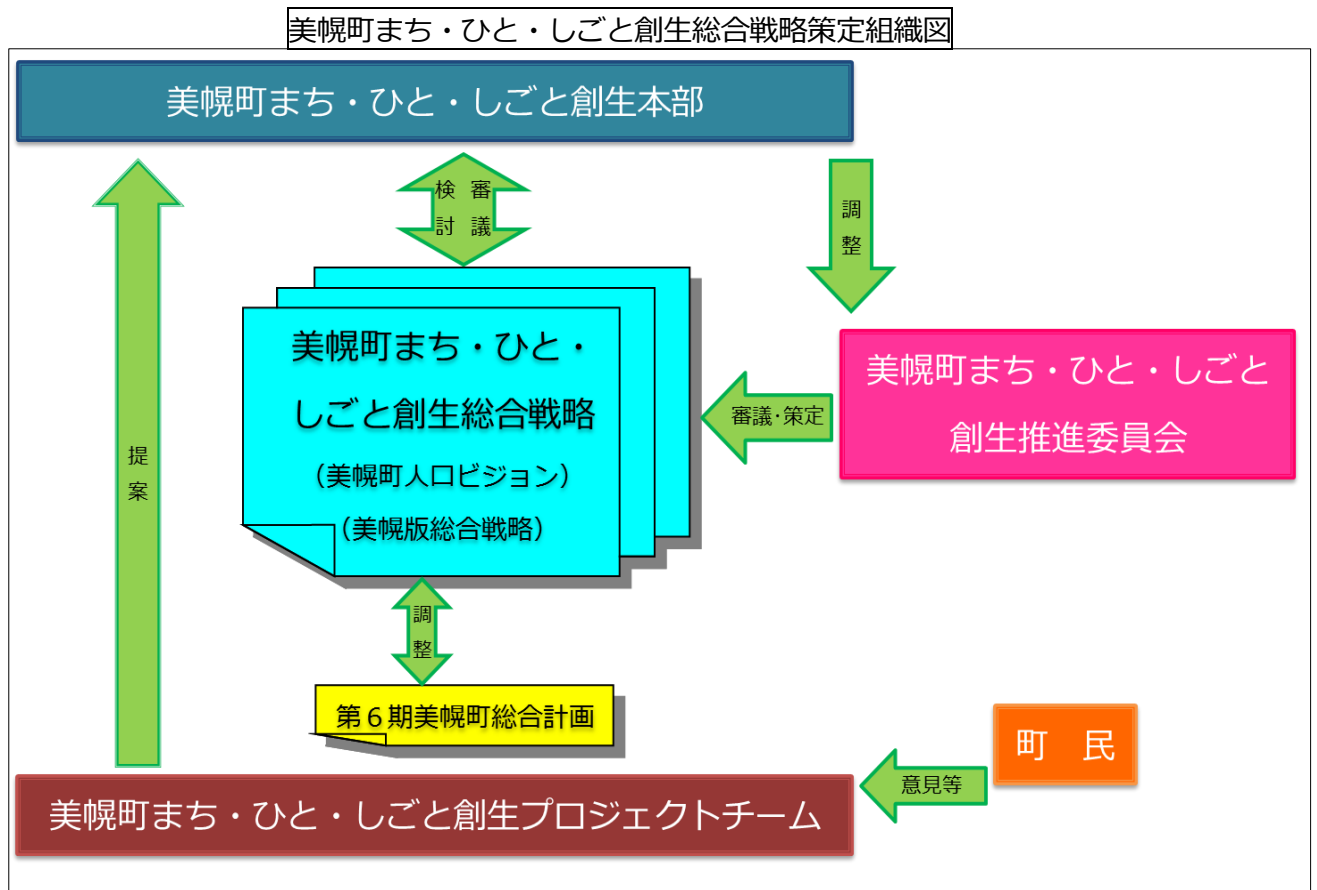 美幌町まち・ひと・しごと創生総合戦略策定組織図
美幌町まち・ひと・しごと創生本部
検討
審議
調整
美幌町まち・ひと・
しごと創生総合戦略
（美幌町人口ビジョン）
（美幌版総合戦略）
審議・策定
美幌町まち・ひと・しごと
創生推進委員会
提案
調整
第６期美幌町総合計画
町　民
意見等
美幌町まち・ひと・しごと創生プロジェクトチーム